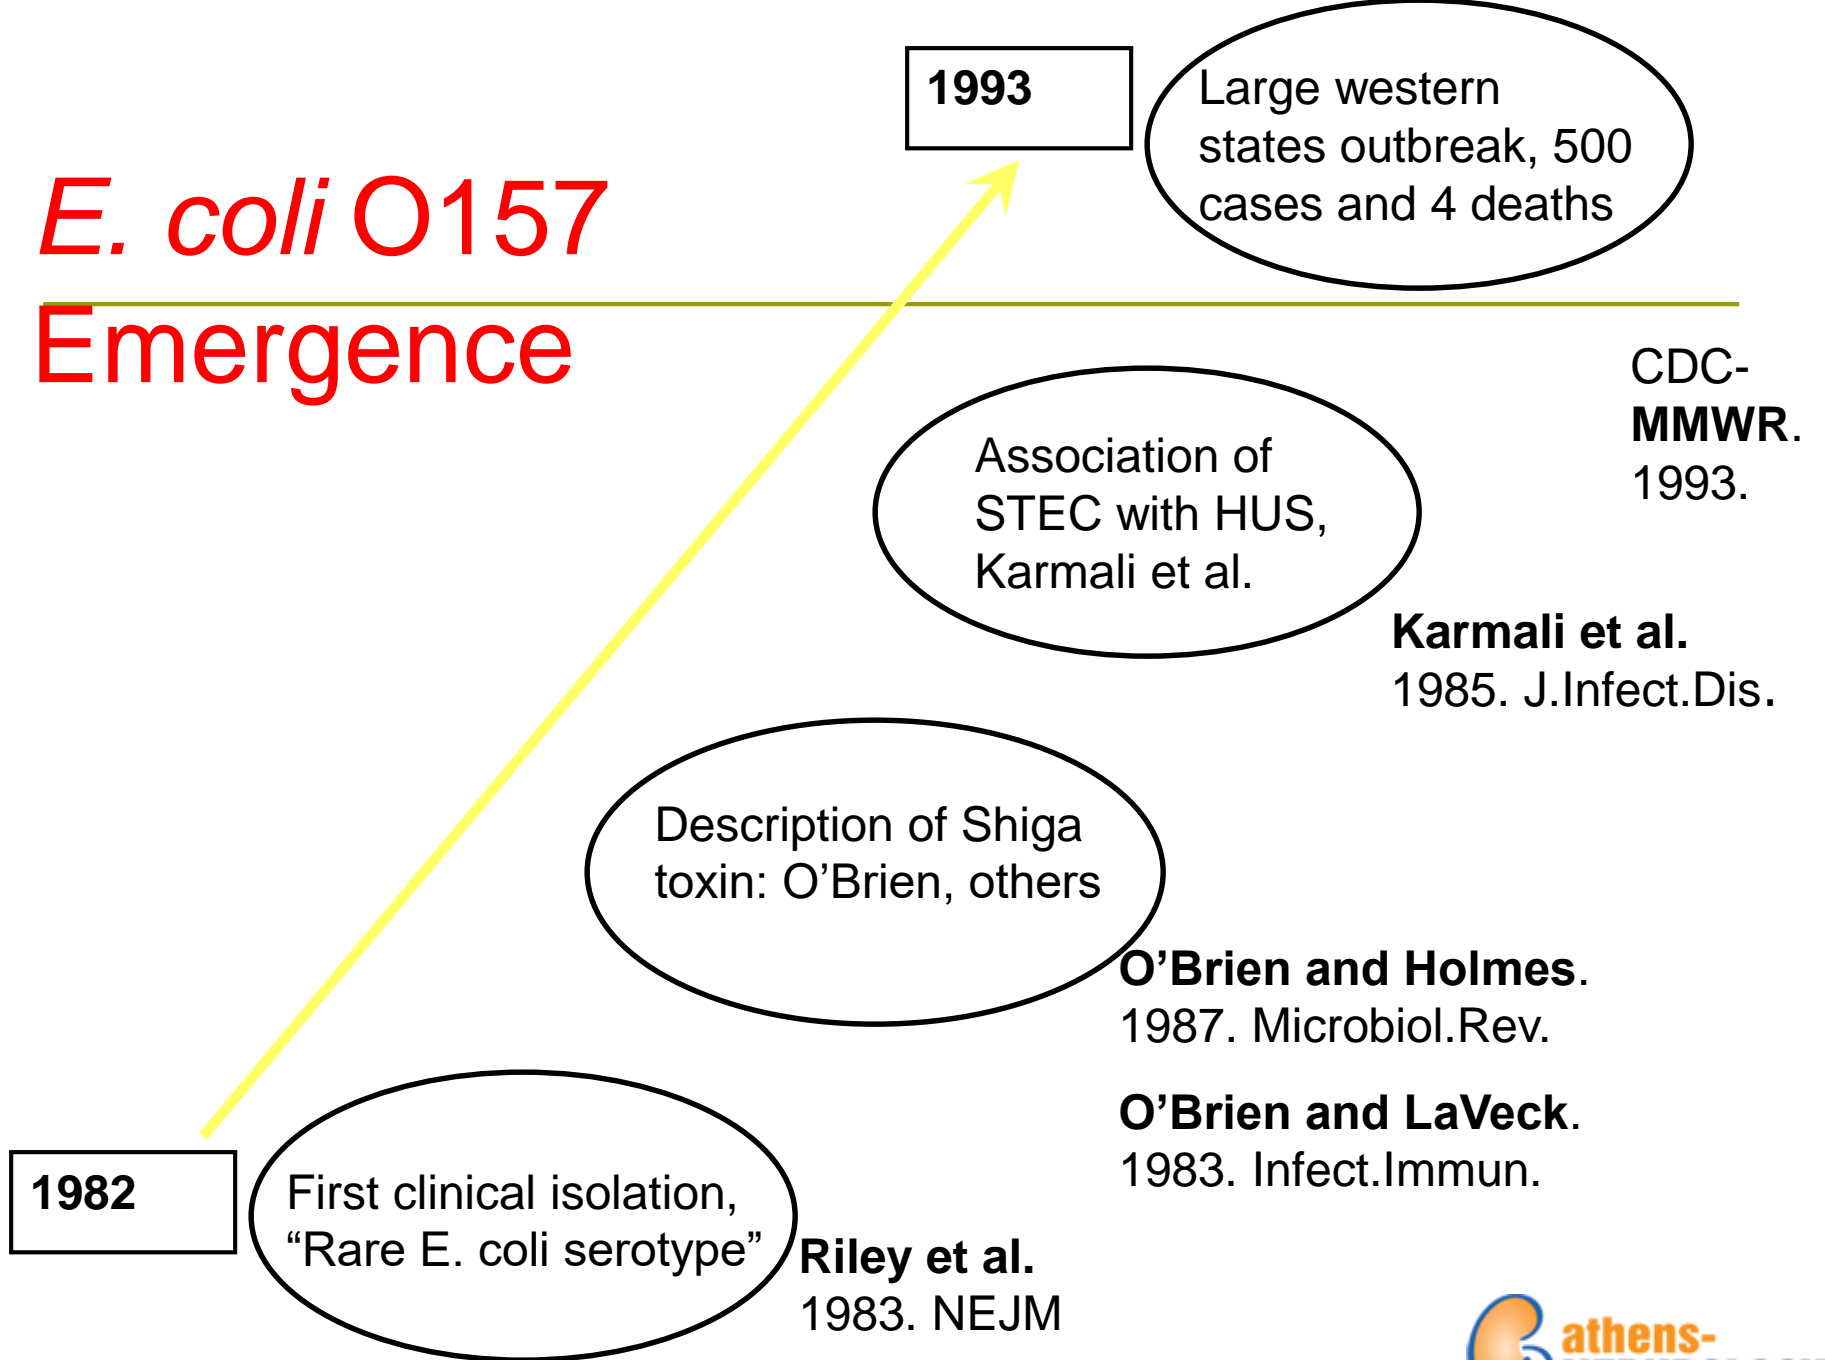 E. coli O157
Emergence
1993
Large western
states outbreak, 500
cases and 4 deaths
CDC-
MMWR.
1993.
Association of
STEC with HUS,
Karmali et al.
Karmali et al.
1985. J.Infect.Dis.
Description of Shiga
toxin: O’Brien, others
O’Brien and Holmes.
1987. Microbiol.Rev.
O’Brien and LaVeck.
1983. Infect.Immun.
1982
First clinical isolation,
“Rare E. coli serotype”
Riley et al.
1983. NEJM
athens-